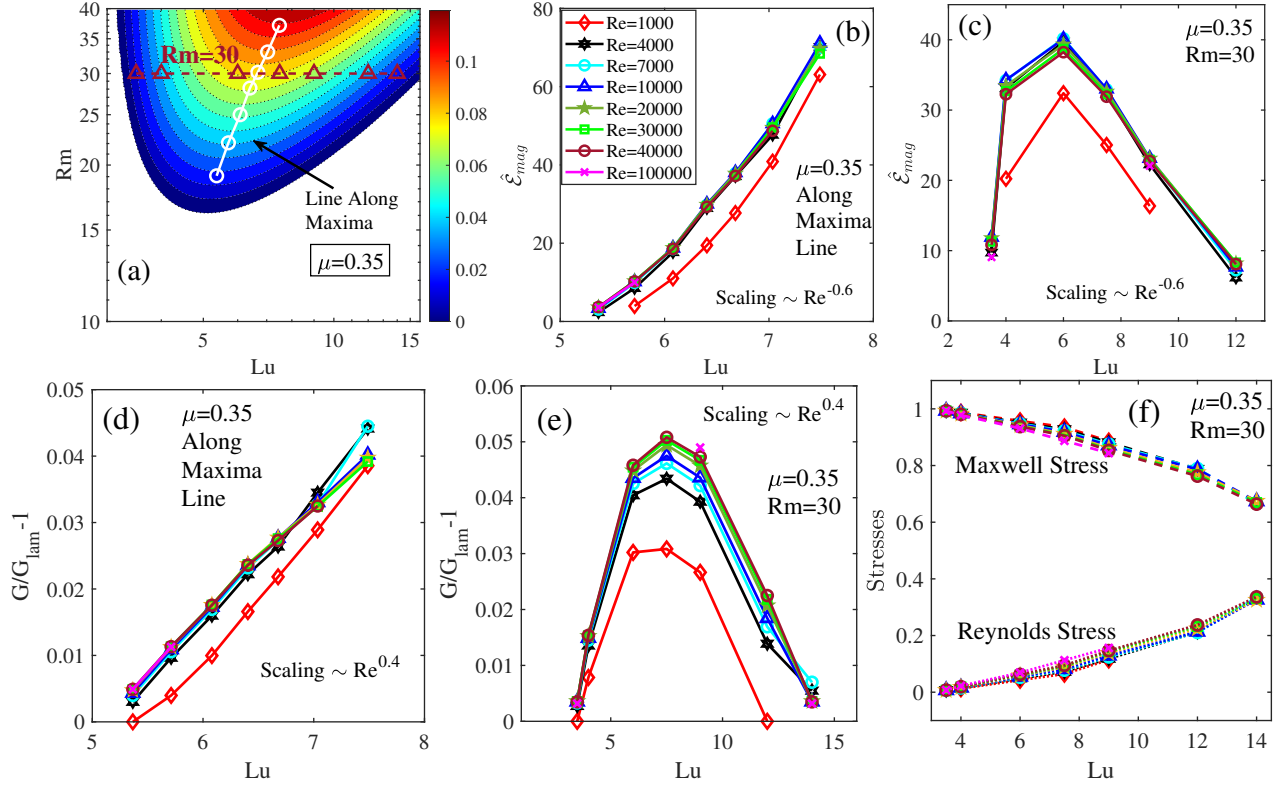 40
35
30
25
20
15
10
Rm
Rm=30
Line Along
Maxima
(a)
μ=0.35
5
10
15
Lu
0.1
0.08
0.06
0.04
0.02
0
80
60
40
20
0
ε̂mag
Re=1000
Re=4000
Re=7000
Re=10000
Re=20000
Re=30000
Re=40000
Re=100000
(b)
μ=0.35
Along
Maxima
Line
Scaling ~ Re^-0.6
5
6
7
8
Lu
(c)
μ=0.35
Rm=30
40
30
20
10
0
ε̂mag
Scaling ~ Re^-0.6
2
4
6
8
10
12
Lu
0.05
0.04
0.03
0.02
0.01
0
G/Glam-1
(d)
μ=0.35
Along
Maxima
Line
Scaling ~ Re^0.4
5
6
7
8
Lu
0.06
0.05
0.04
0.03
0.02
0.01
0
G/Glam-1
(e)
Scaling ~ Re^0.4
μ=0.35
Rm=30
5
10
15
Lu
1
0.8
0.6
0.4
0.2
0
Stresses
(f)
μ=0.35
Rm=30
Maxwell Stress
Reynolds Stress
4
6
8
10
12
14
Lu